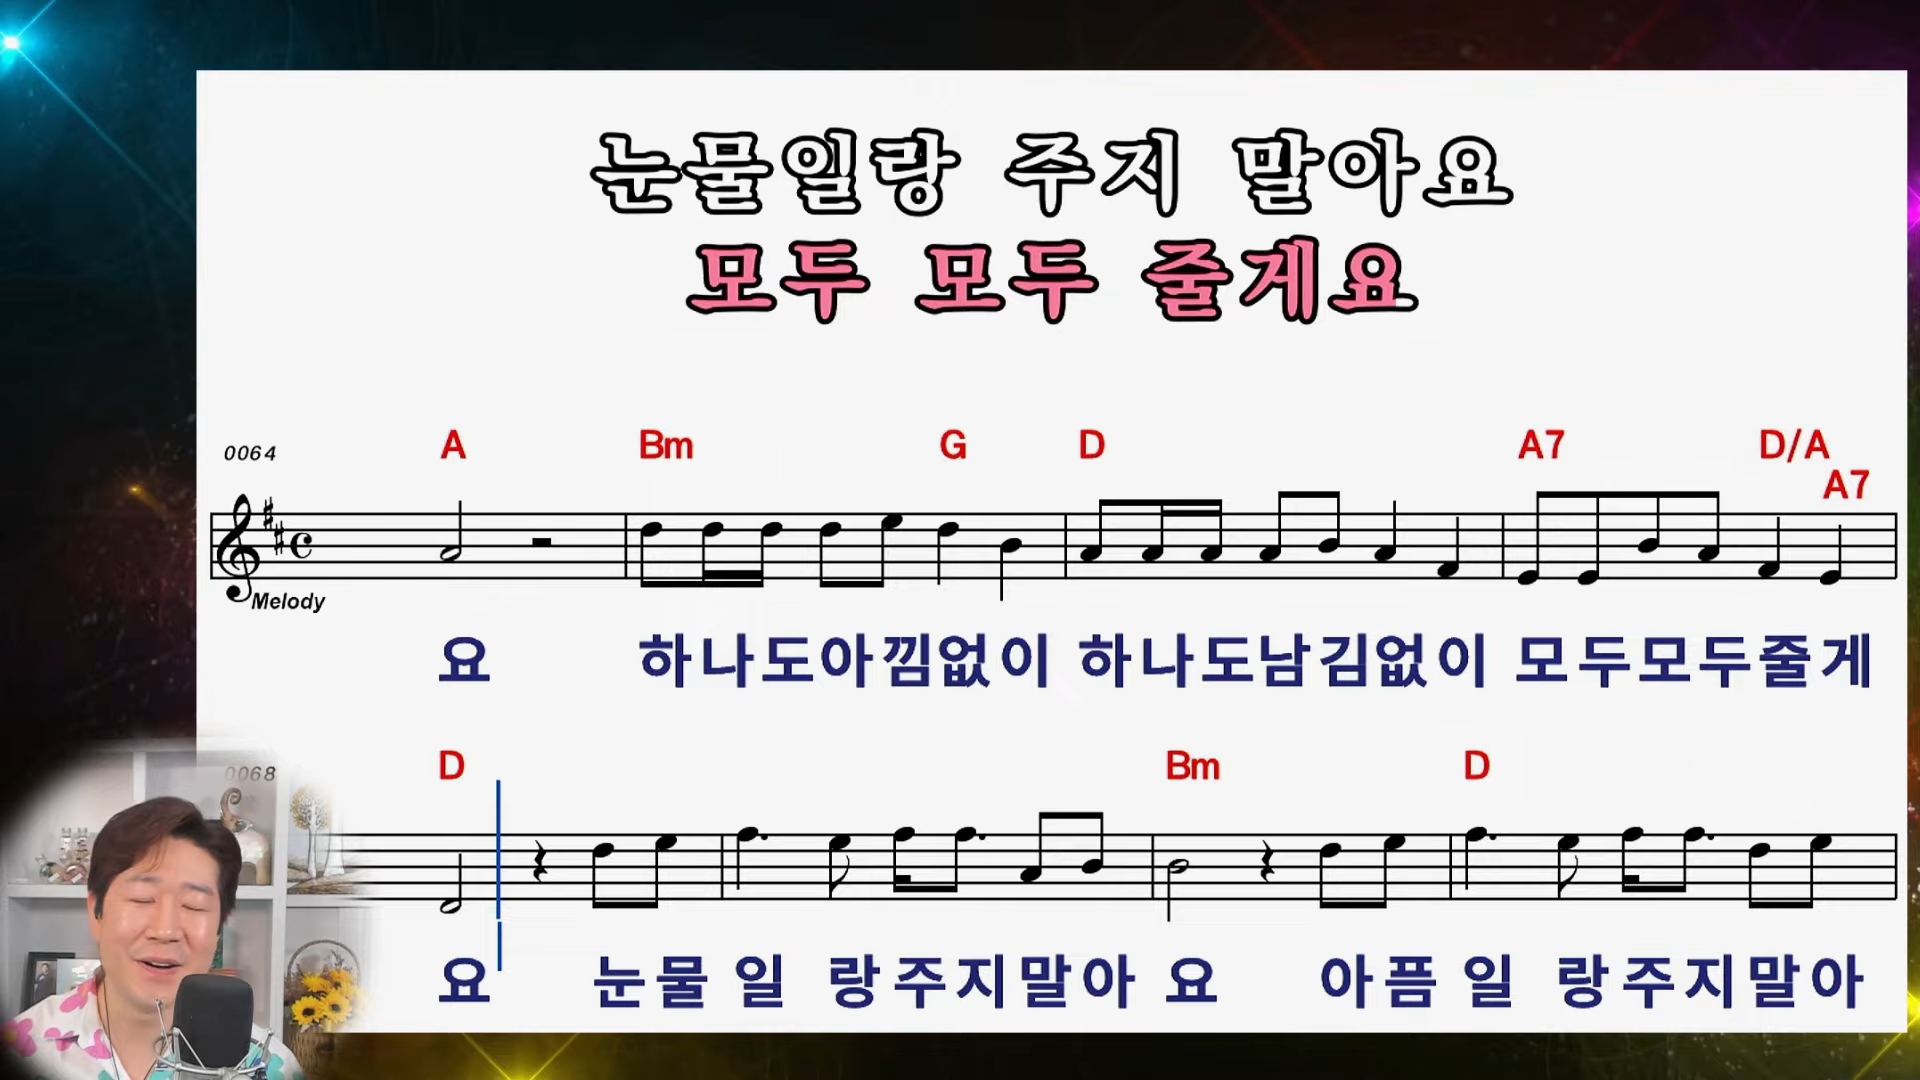 눈물일랑 주지 말아요
모두 모두 줄게요
0064 A Bm G D A7 D/A
A7
Melody
요 하나도아낌없이 하나도남김없이 모두모두줄게
0068 D Bm D
요 눈물일랑주지말아요 아픔일랑주지말아